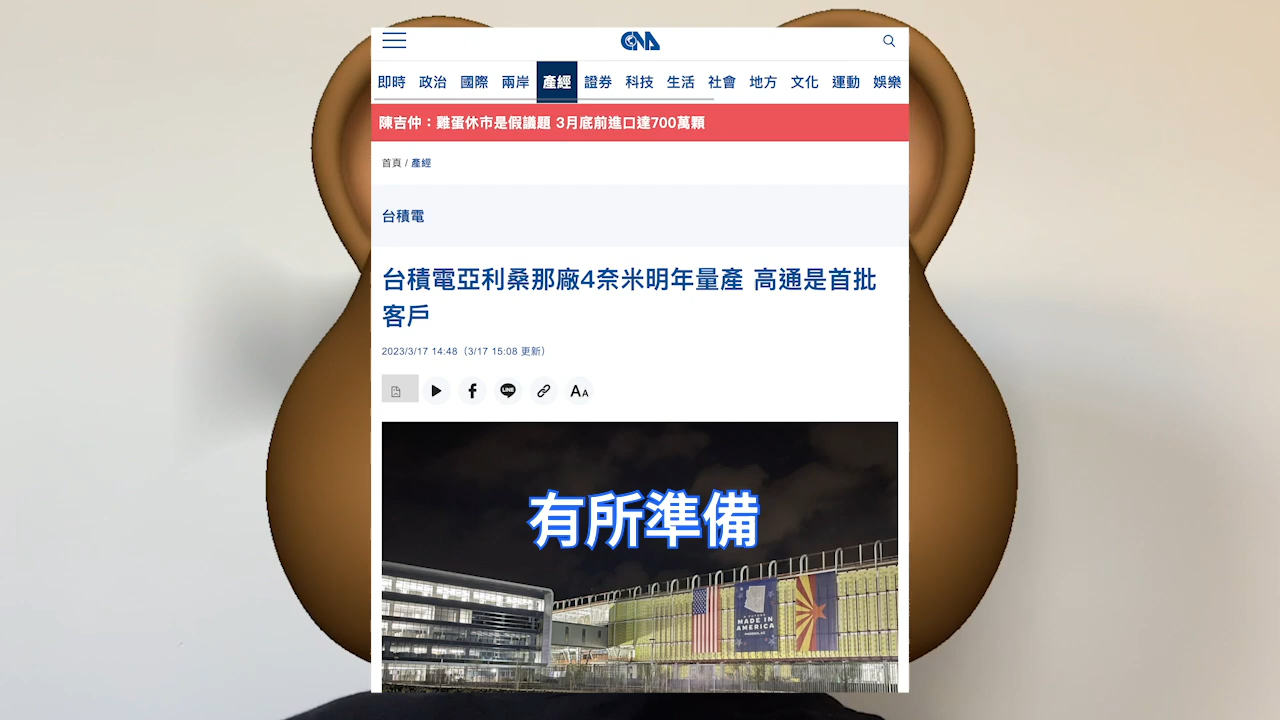 CNA
即時 政治 國際 兩岸 產經 證券 科技 生活 社會 地方 文化 運動 娛樂
陳吉仲：雞蛋休市是假議題 3月底前進口達700萬顆
首頁 / 產經
台積電
台積電亞利桑那廠4奈米明年量產 高通是首批
客戶
2023/3/17 14:48（3/17 15:08 更新）
LINE
AA
有所準備
A FUTURE
MADE IN
AMERICA
PHOENIX, AZ